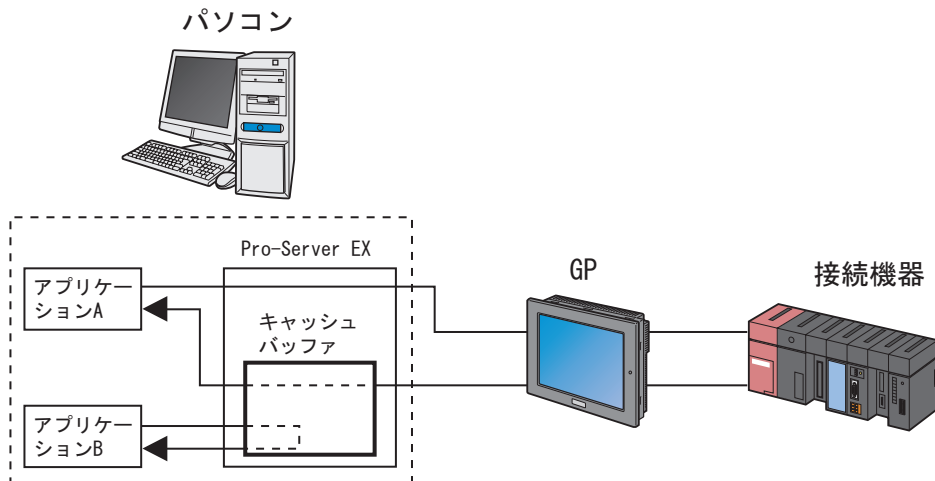 パソコン
Pro-Server EX
アプリケー
ションA
キャッシュ
バッファ
アプリケー
ションB
GP
接続機器